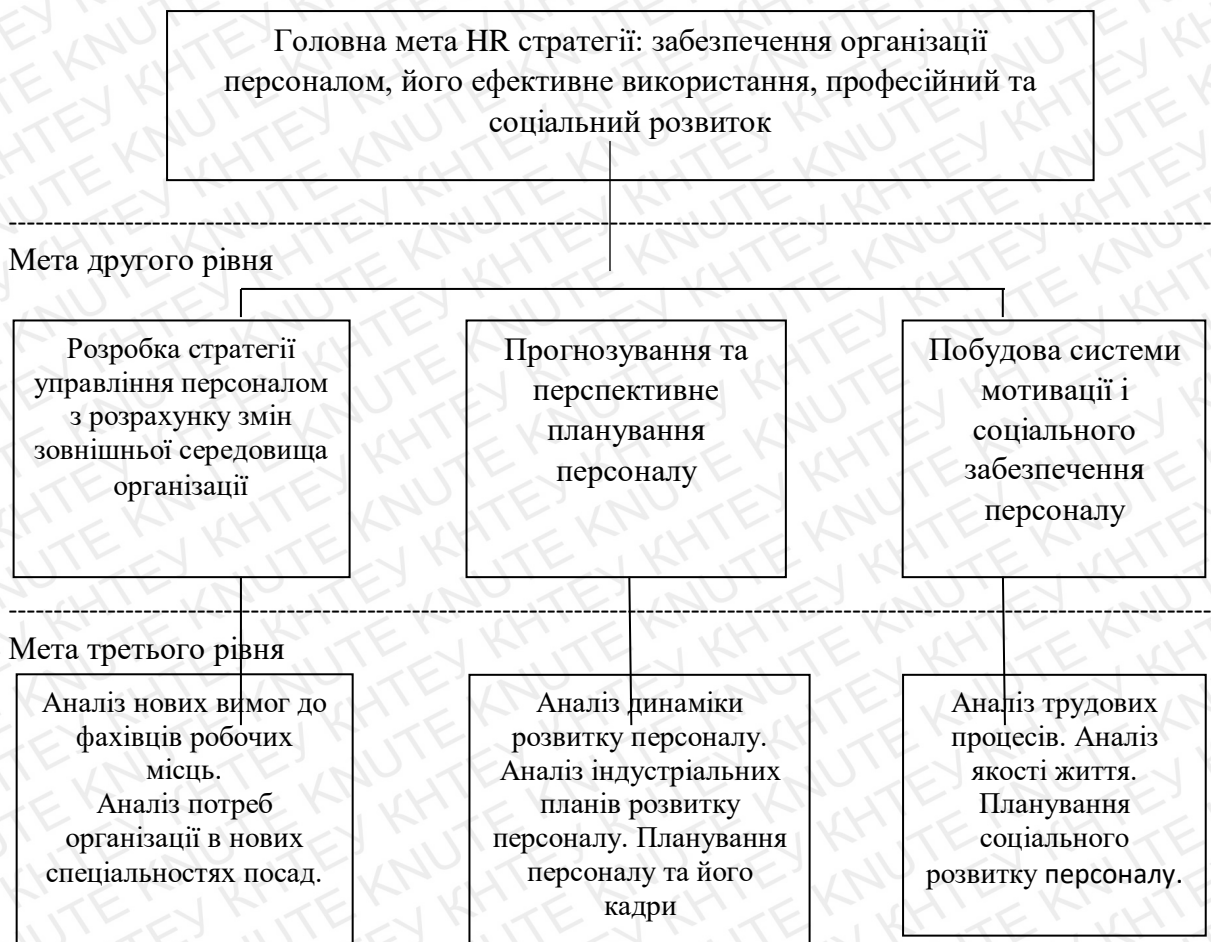 Головна мета HR стратегії: забезпечення організації
персоналом, його ефективне використання, професійний та
соціальний розвиток
Мета другого рівня
Розробка стратегії
управління персоналом
з розрахунку змін
зовнішньої середовища
організації
Прогнозування та
перспективне
планування
персоналу
Побудова системи
мотивації і
соціального
забезпечення
персоналу
Мета третього рівня
Аналіз нових вимог до
фахівців робочих
місць.
Аналіз потреб
організації в нових
спеціальностях посад.
Аналіз динаміки
розвитку персоналу.
Аналіз індустріальних
планів розвитку
персоналу. Планування
персоналу та його
кадри
Аналіз трудових
процесів. Аналіз
якості життя.
Планування
соціального
розвитку персоналу.